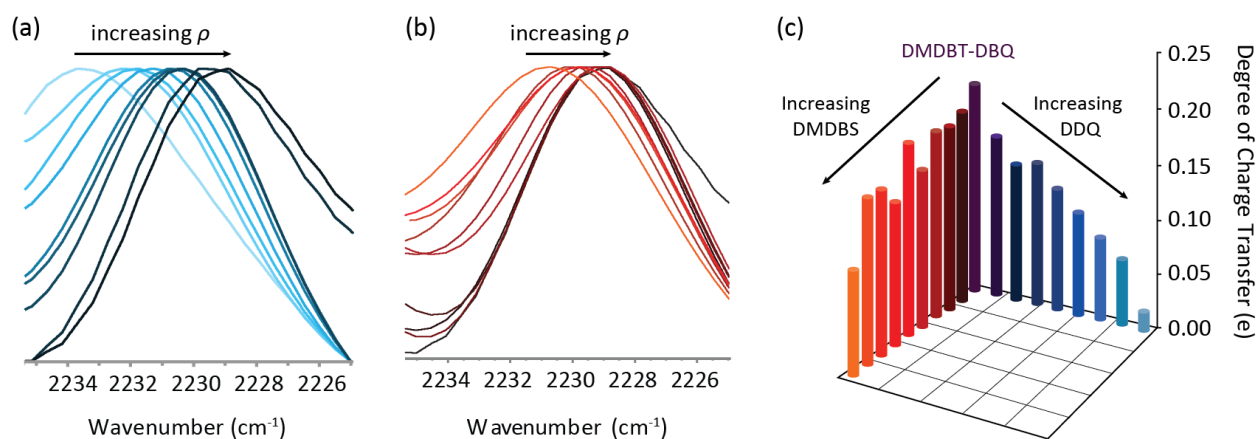 (a)
increasing ρ
2234 2232 2230 2228 2226
Wavenumber (cm⁻¹)
(b)
increasing ρ
2234 2232 2230 2228 2226
Wavenumber (cm⁻¹)
(c)
DMDBT-DBQ
Increasing
DMDBS
Increasing
DDQ
0.25
0.20
0.15
0.10
0.05
0.00
Degree of Charge Transfer (e)